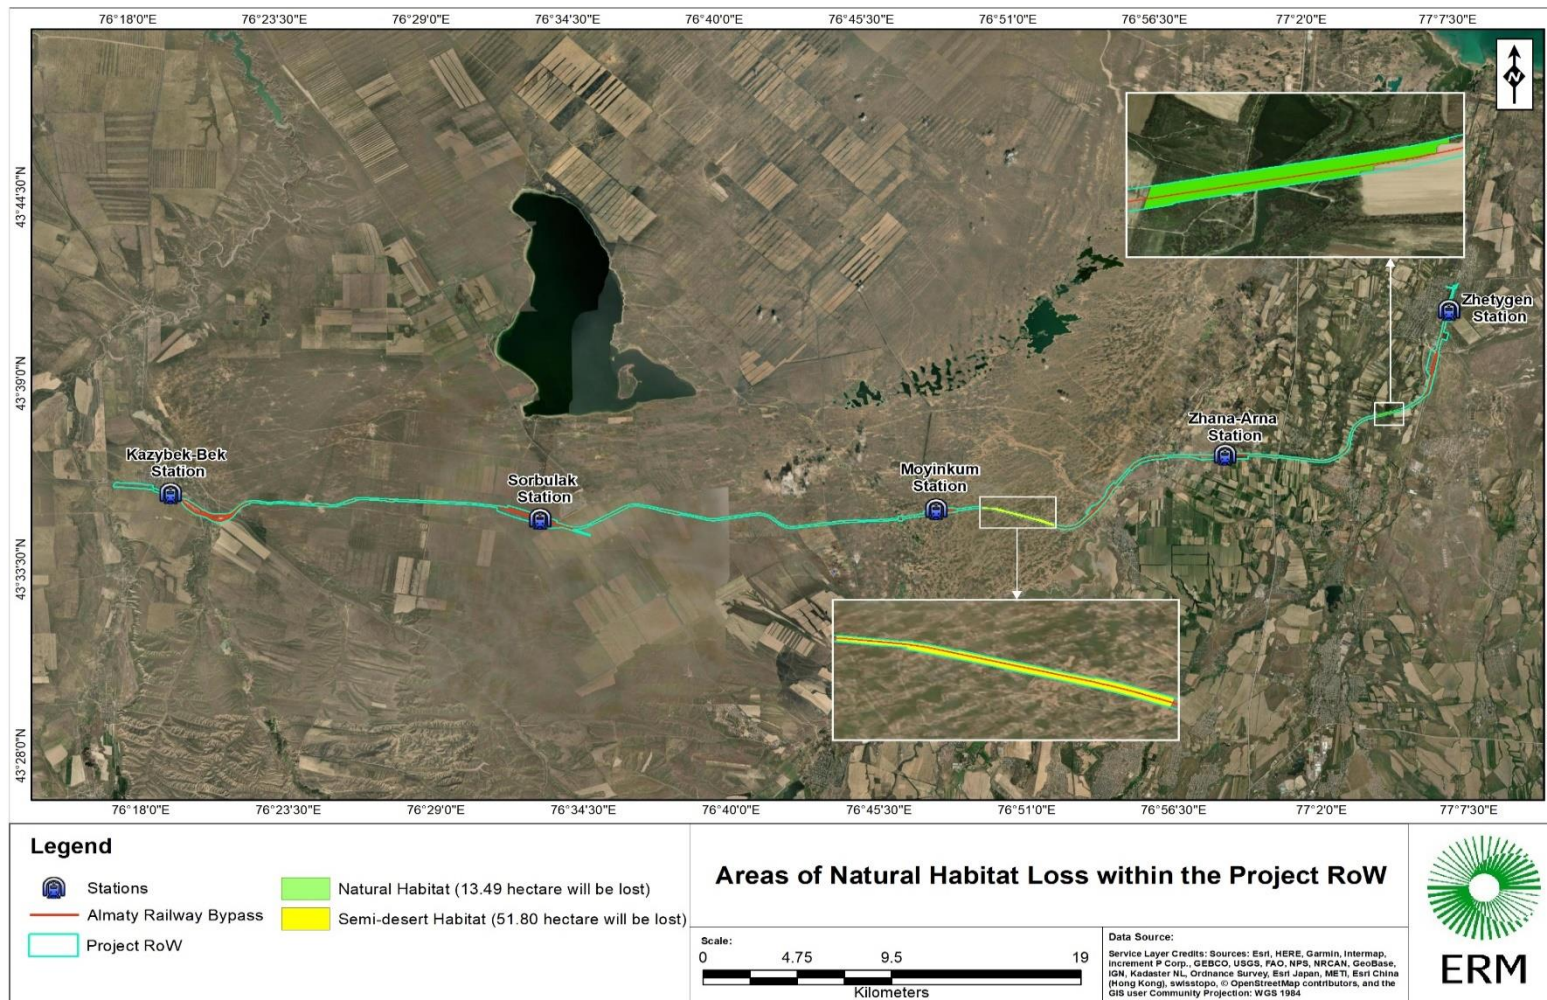 76°18'0"E
76°23'30"E
76°29'0"E
76°34'30"E
76°40'0"E
76°45'30"E
76°51'0"E
76°56'30"E
77°2'0"E
77°7'30"E
N
43°44'30"N
43°39'0"N
43°33'30"N
43°28'0"N
Zhetygen
Station
Zhana-Arna
Station
Kazybek-Bek
Station
Sorbulak
Station
Moyinkum
Station
76°18'0"E
76°23'30"E
76°29'0"E
76°34'30"E
76°40'0"E
76°45'30"E
76°51'0"E
76°56'30"E
77°2'0"E
77°7'30"E
Legend
Stations
Almaty Railway Bypass
Project RoW
Natural Habitat (13.49 hectare will be lost)
Semi-desert Habitat (51.80 hectare will be lost)
Areas of Natural Habitat Loss within the Project RoW
Scale:
0
4.75
9.5
19
Kilometers
Data Source:
Service Layer Credits: Sources: Esri, HERE, Garmin, Intermap,
increment P Corp., GEBCO, USGS, FAO, NPS, NRCAN, GeoBase,
IGN, Kadaster NL, Ordnance Survey, Esri Japan, METI, Esri China
(Hong Kong), swisstopo, © OpenStreetMap contributors, and the
GIS user Community Projection: WGS 1984
ERM